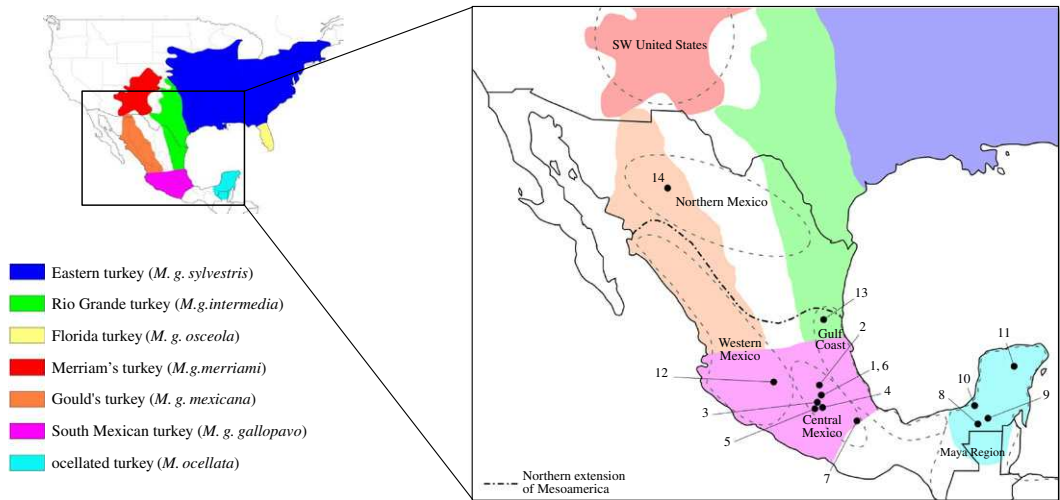 Eastern turkey (M. g. sylvestris)
Rio Grande turkey (M.g.intermedia)
Florida turkey (M. g. osceola)
Merriam's turkey (M.g.merriami)
Gould's turkey (M. g. mexicana)
South Mexican turkey (M. g. gallopavo)
ocellated turkey (M. ocellata)
SW United States
14
Northern Mexico
13
2
Gulf
Coast
Western
Mexico
11
1, 6
12
4
10
9
8
3
Central
Mexico
5
Maya Region
7
Northern extension
of Mesoamerica